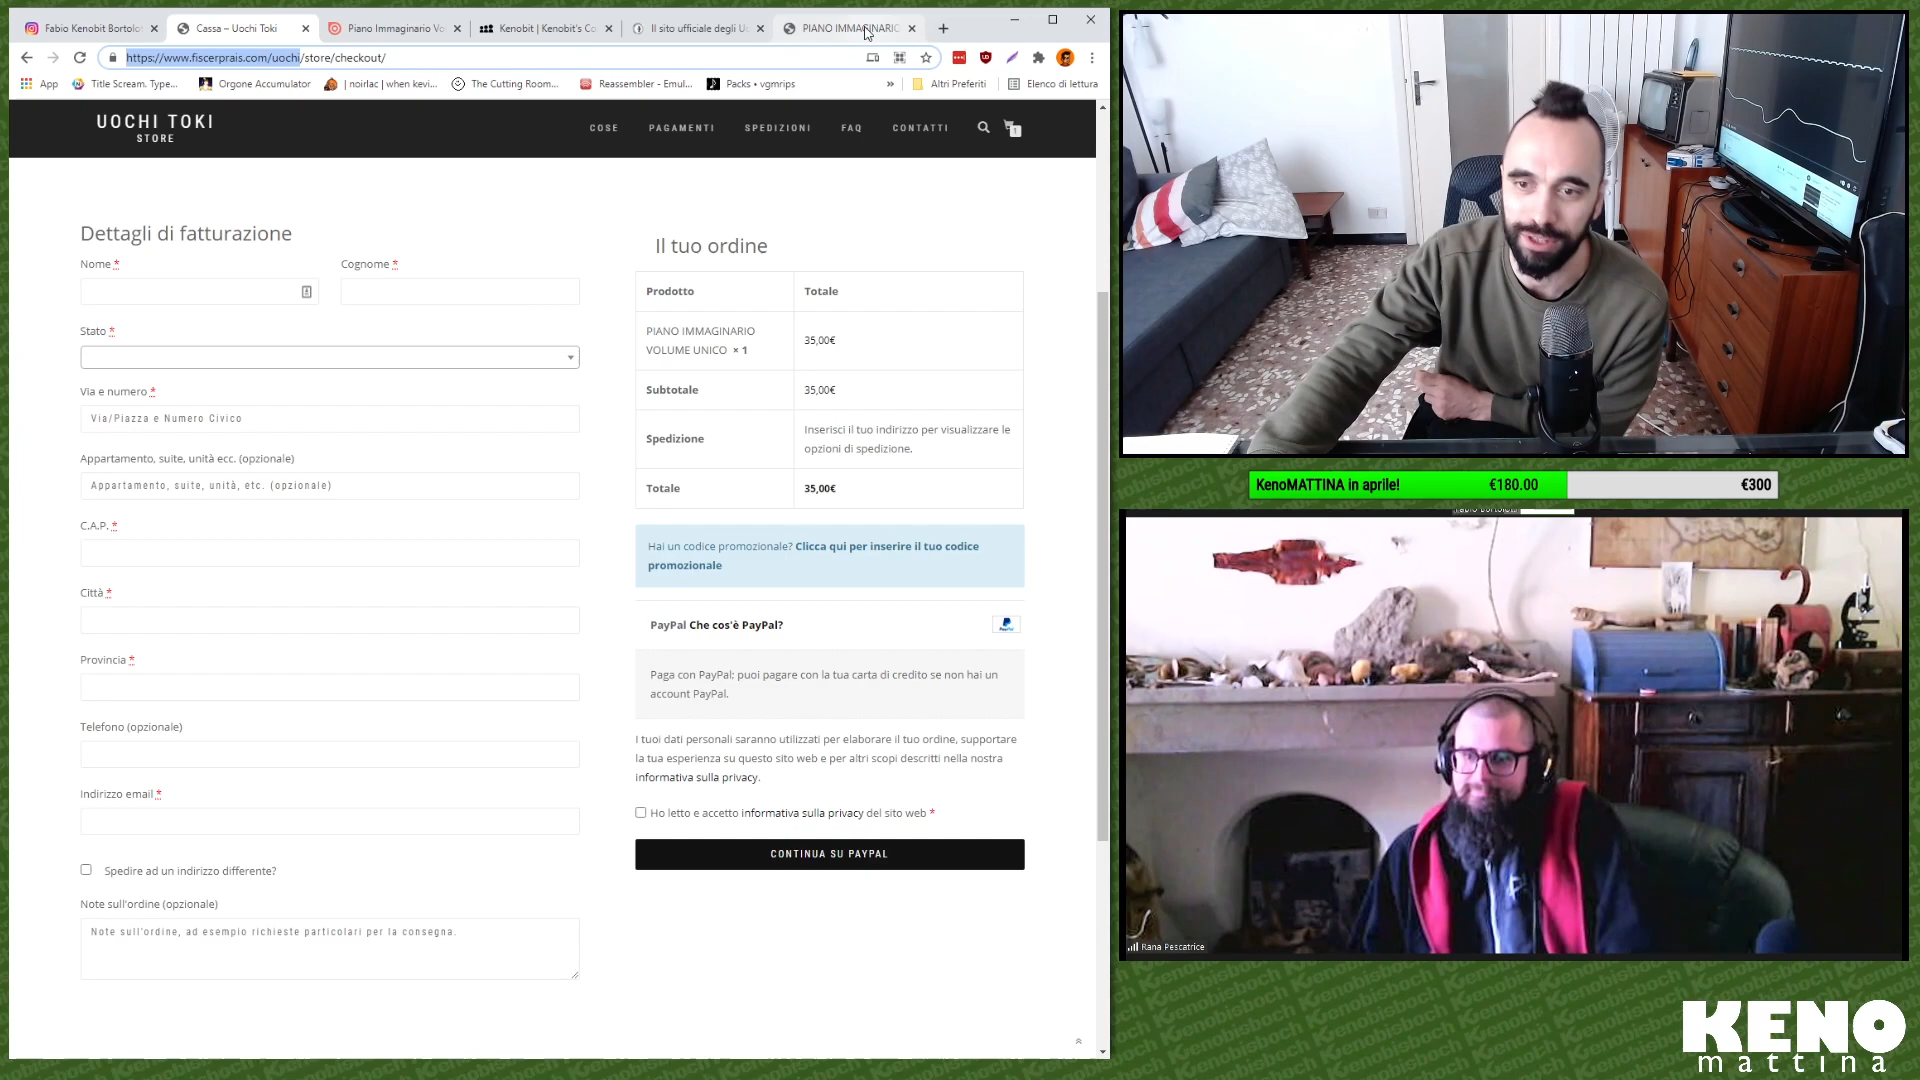 Fabio Kenobit Bortolo
Cassa – Uochi Toki
Piano Immaginario Vo
Kenobit | Kenobit's Co
Il sito ufficiale degli Uo
PIANO IMMAGINARIO
https://www.fiscerprais.com/uochi/store/checkout/
App
Title Scream. Type...
Orgone Accumulator
| noirlac | when kevi...
The Cutting Room...
Reassembler - Emul...
Packs • vgmrips
»
Altri Preferiti
Elenco di lettura
UOCHI TOKI
STORE
COSE
PAGAMENTI
SPEDIZIONI
FAQ
CONTATTI
1
Dettagli di fatturazione
Nome *
Cognome *
Stato *
Via e numero *
Via/Piazza e Numero Civico
Appartamento, suite, unità ecc. (opzionale)
Appartamento, suite, unità, etc. (opzionale)
C.A.P. *
Città *
Provincia *
Telefono (opzionale)
Indirizzo email *
Spedire ad un indirizzo differente?
Note sull'ordine (opzionale)
Note sull'ordine, ad esempio richieste particolari per la consegna.
Il tuo ordine
Prodotto
Totale
PIANO IMMAGINARIO
VOLUME UNICO × 1
35,00€
Subtotale
35,00€
Spedizione
Inserisci il tuo indirizzo per visualizzare le
opzioni di spedizione.
Totale
35,00€
Hai un codice promozionale? Clicca qui per inserire il tuo codice
promozionale
PayPal Che cos'è PayPal?
PayPal
Paga con PayPal; puoi pagare con la tua carta di credito se non hai un
account PayPal.
I tuoi dati personali saranno utilizzati per elaborare il tuo ordine, supportare
la tua esperienza su questo sito web e per altri scopi descritti nella nostra
informativa sulla privacy.
Ho letto e accetto informativa sulla privacy del sito web *
CONTINUA SU PAYPAL
KenoMATTINA in aprile!
€180.00
€300
Rana Pescatrice
KENO
mattina